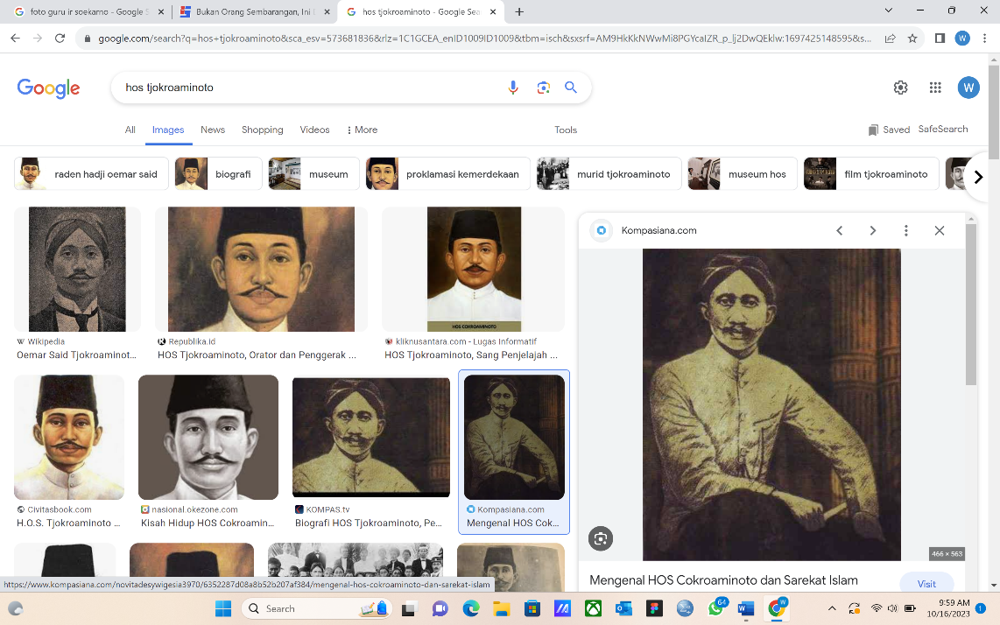 foto guru ir soekarno - Google S
Bukan Orang Sembarangan, Ini D
hos tjokroaminoto - Google Sea
google.com/search?q=hos+tjokroaminoto&sca_esv=573681836&rlz=1C1GCEA_enID1009ID1009&tbm=isch&sxsrf=AM9HkKkNWwMi8PGYcaIZR_p_lj2DwQEklw:1697425148595&s...
W
Google
hos tjokroaminoto
W
All
Images
News
Shopping
Videos
More
Tools
Saved
SafeSearch
raden hadji oemar said
biografi
museum
proklamasi kemerdekaan
murid tjokroaminoto
museum hos
film tjokroaminoto
Kompasiana.com
HOS COKROAMINOTO
Wikipedia
Oemar Said Tjokroaminot...
Republika.id
HOS Tjokroaminoto, Orator dan Penggerak ...
kliknusantara.com - Lugas Informatif
HOS Tjokroaminoto, Sang Penjelajah ...
Civitasbook.com
H.O.S. Tjokroaminoto ...
nasional.okezone.com
Kisah Hidup HOS Cokroamin...
KOMPAS.tv
Biografi HOS Tjokroaminoto, Pe...
Kompasiana.com
Mengenal HOS Cok...
466 × 563
Mengenal HOS Cokroaminoto dan Sarekat Islam
Visit
https://www.kompasiana.com/novitadesywigesia3970/6352287d08a8b52b207af384/mengenal-hos-cokroaminoto-dan-sarekat-islam
Search
64
W
9:59 AM
10/16/2023
1